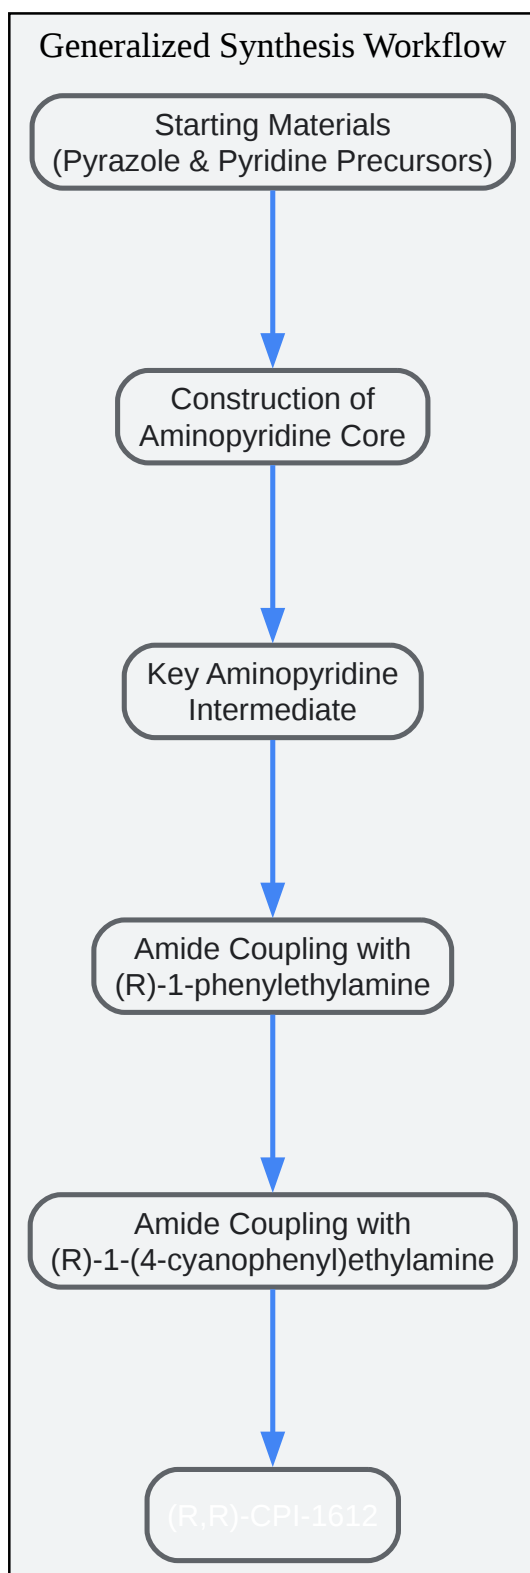 Generalized Synthesis Workflow
Starting Materials
(Pyrazole & Pyridine Precursors)
Construction of
Aminopyridine Core
Key Aminopyridine
Intermediate
Amide Coupling with
(R)-1-phenylethylamine
Amide Coupling with
(R)-1-(4-cyanophenyl)ethylamine
(R,R)-CPI-1612